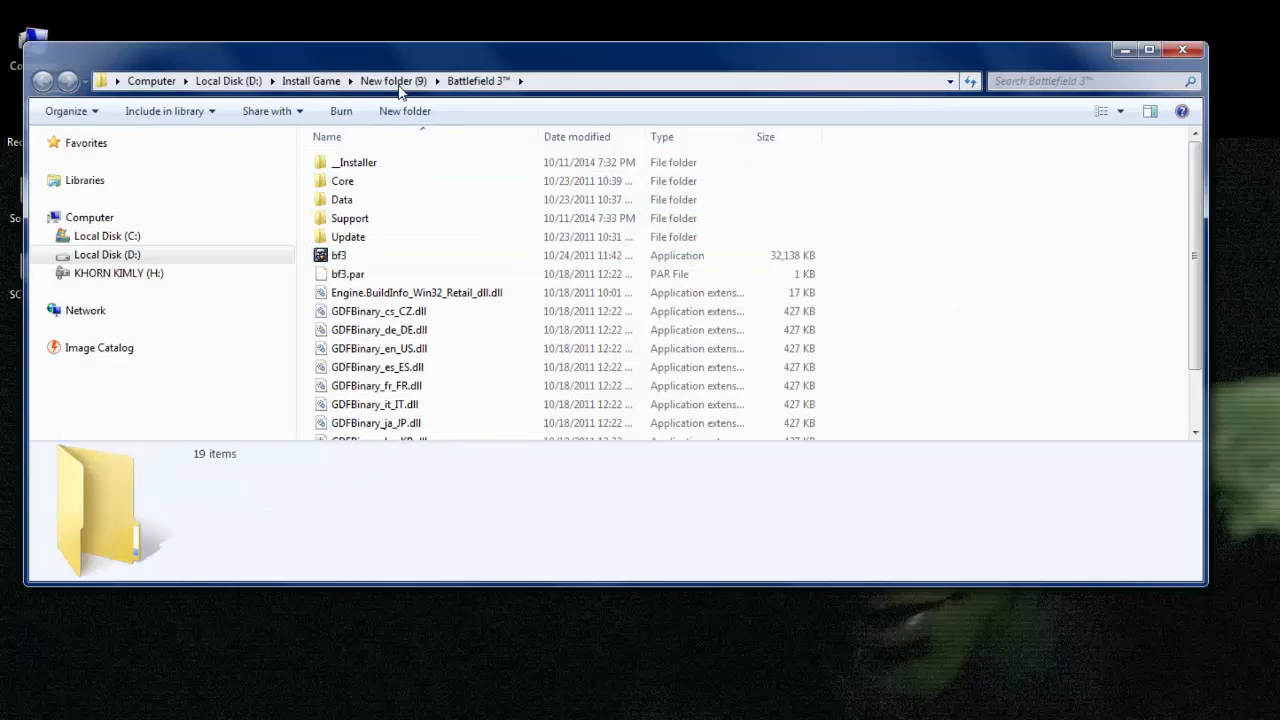 Computer Local Disk (D:) Install Game New folder (9) Battlefield 3™ Search Battlefield 3™
Organize Include in library Share with Burn New folder
Name Date modified Type Size
Favorites
Libraries
Computer
Local Disk (C:)
Local Disk (D:)
KHORN KIMLY (H:)
Network
Image Catalog
__Installer 10/11/2014 7:32 PM File folder
Core 10/23/2011 10:39 ... File folder
Data 10/23/2011 10:37 ... File folder
Support 10/11/2014 7:33 PM File folder
Update 10/23/2011 10:31 ... File folder
bf3 10/24/2011 11:42 ... Application 32,138 KB
bf3.par 10/18/2011 12:22 ... PAR File 1 KB
Engine.BuildInfo_Win32_Retail_dll.dll 10/18/2011 10:01 ... Application extens... 17 KB
GDFBinary_cs_CZ.dll 10/18/2011 12:22 ... Application extens... 427 KB
GDFBinary_de_DE.dll 10/18/2011 12:22 ... Application extens... 427 KB
GDFBinary_en_US.dll 10/18/2011 12:22 ... Application extens... 427 KB
GDFBinary_es_ES.dll 10/18/2011 12:22 ... Application extens... 427 KB
GDFBinary_fr_FR.dll 10/18/2011 12:22 ... Application extens... 427 KB
GDFBinary_it_IT.dll 10/18/2011 12:22 ... Application extens... 427 KB
GDFBinary_ja_JP.dll 10/18/2011 12:22 ... Application extens... 427 KB
19 items